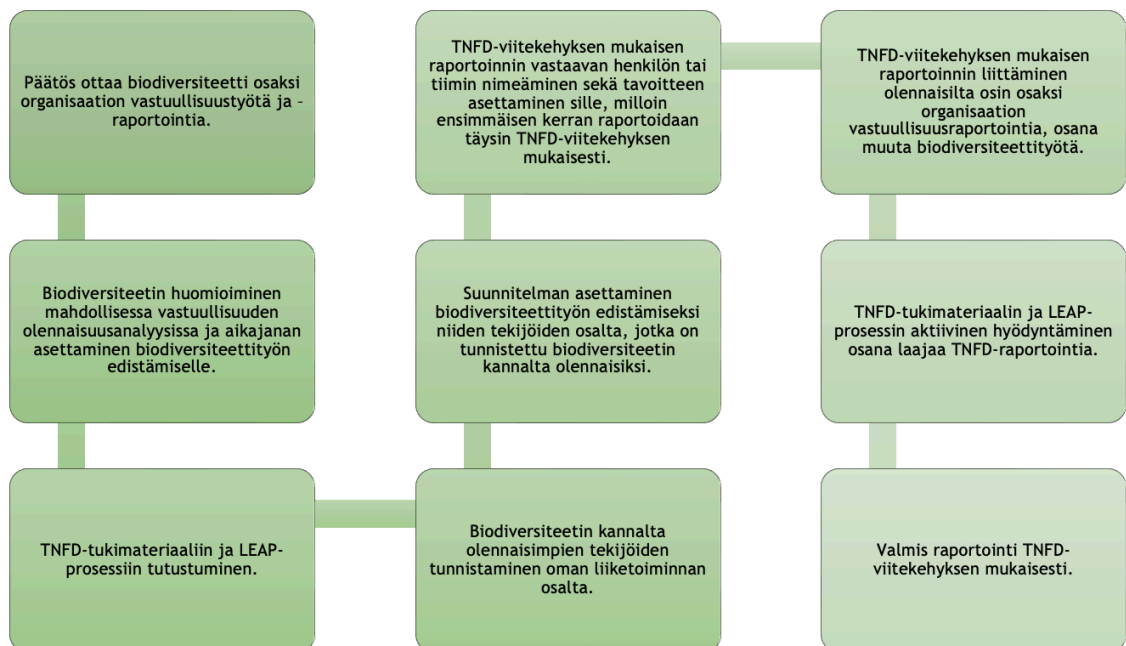 Päätös ottaa biodiversiteetti osaksi
organisaation vastuullisuustyötä ja –
raportointia.
Biodiversiteetin huomioiminen
mahdollisessa vastuullisuuden
olennaisuusanalyysissa ja aikajanan
asettaminen biodiversiteettityön
edistämiselle.
TNFD-tukimateriaaliin ja LEAP-
prosessiin tutustuminen.
Biodiversiteetin kannalta
olennaisimpien tekijöiden
tunnistaminen oman liiketoiminnan
osalta.
Suunnitelman asettaminen
biodiversiteettityön edistämiseksi
niiden tekijöiden osalta, jotka on
tunnistettu biodiversiteetin
kannalta olennaisiksi.
TNFD-viitekehyksen mukaisen
raportoinnin vastaavan henkilön tai
tiimin nimeäminen sekä tavoitteen
asettaminen sille, milloin
ensimmäisen kerran raportoidaan
täysin TNFD-viitekehyksen
mukaisesti.
TNFD-viitekehyksen mukaisen
raportoinnin liittäminen
olennaisilta osin osaksi
organisaation
vastuullisuusraportointia, osana
muuta biodiversiteettityötä.
TNFD-tukimateriaalin ja LEAP-
prosessin aktiivinen hyödyntäminen
osana laajaa TNFD-raportointia.
Valmis raportointi TNFD-
viitekehyksen mukaisesti.